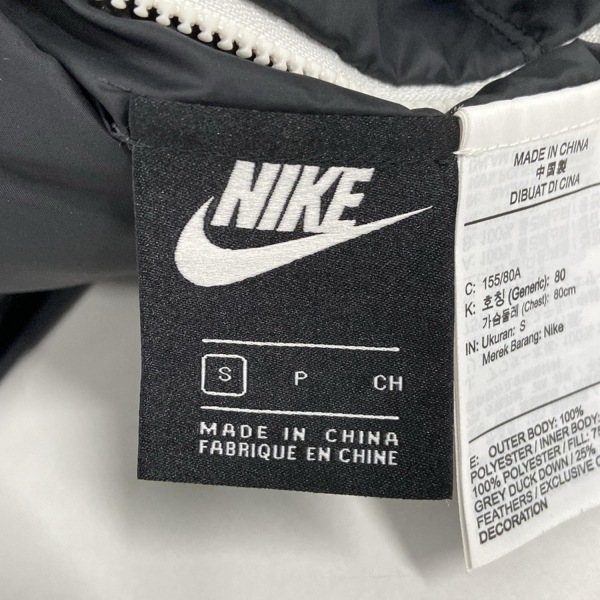 NIKE
S P CH
MADE IN CHINA
FABRIQUE EN CHINE
MADE IN CHINA
中国製
DIBUAT DI CINA
C: 155/80A
K: 호칭 (Generic): 80
가슴둘레 (Chest): 80cm
IN: Ukuran: S
Merek Barang: Nike
E: OUTER BODY: 100%
POLYESTER / INNER BODY:
100% POLYESTER / FILL: 75
GREY DUCK DOWN / 25%
FEATHERS / EXCLUSIVE O
DECORATION